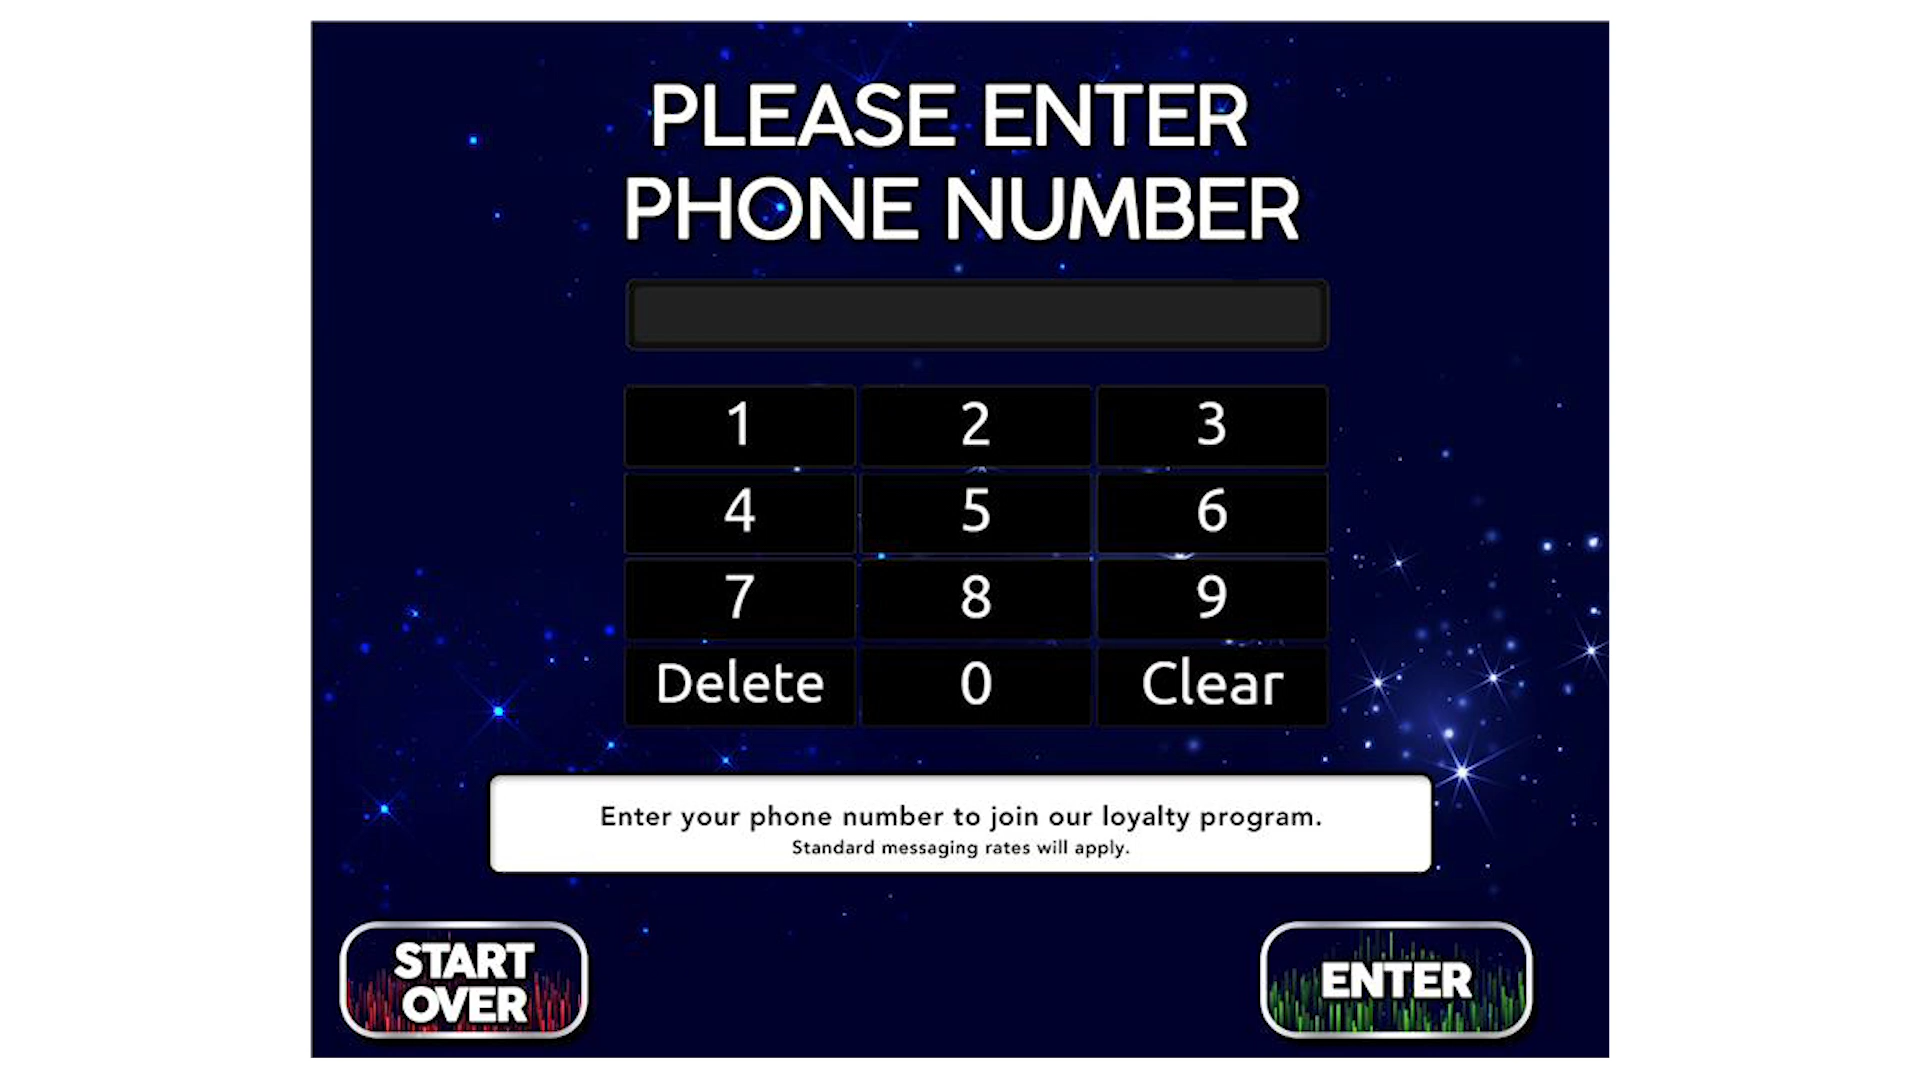 PLEASE ENTER
PHONE NUMBER
1 2 3
4 5 6
7 8 9
Delete 0 Clear
Enter your phone number to join our loyalty program.
Standard messaging rates will apply.
START
OVER
ENTER